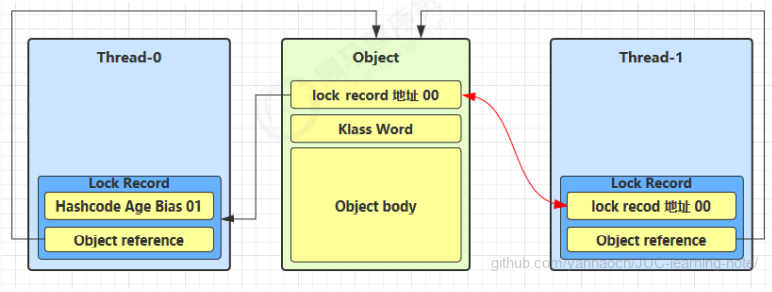 Thread-0
Object
Thread-1
lock record 地址 00
Klass Word
Object body
Lock Record
Hashcode Age Bias 01
Object reference
Lock Record
lock recod 地址 00
Object reference
github.com/yanhaoch/JUC-learning-note/